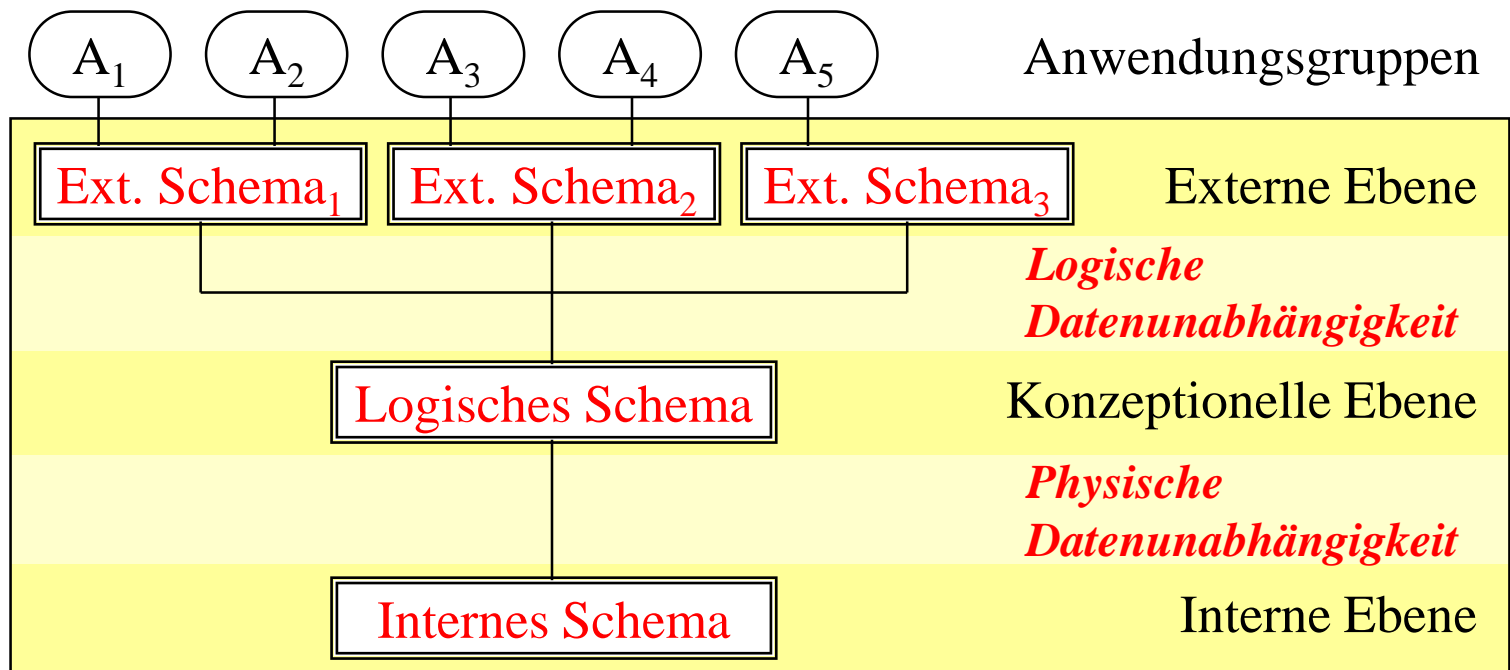 A1 A2 A3 A4 A5 Anwendungsgruppen
Ext. Schema1 Ext. Schema2 Ext. Schema3 Externe Ebene
Logische
Datenunabhängigkeit
Logisches Schema Konzeptionelle Ebene
Physische
Datenunabhängigkeit
Internes Schema Interne Ebene